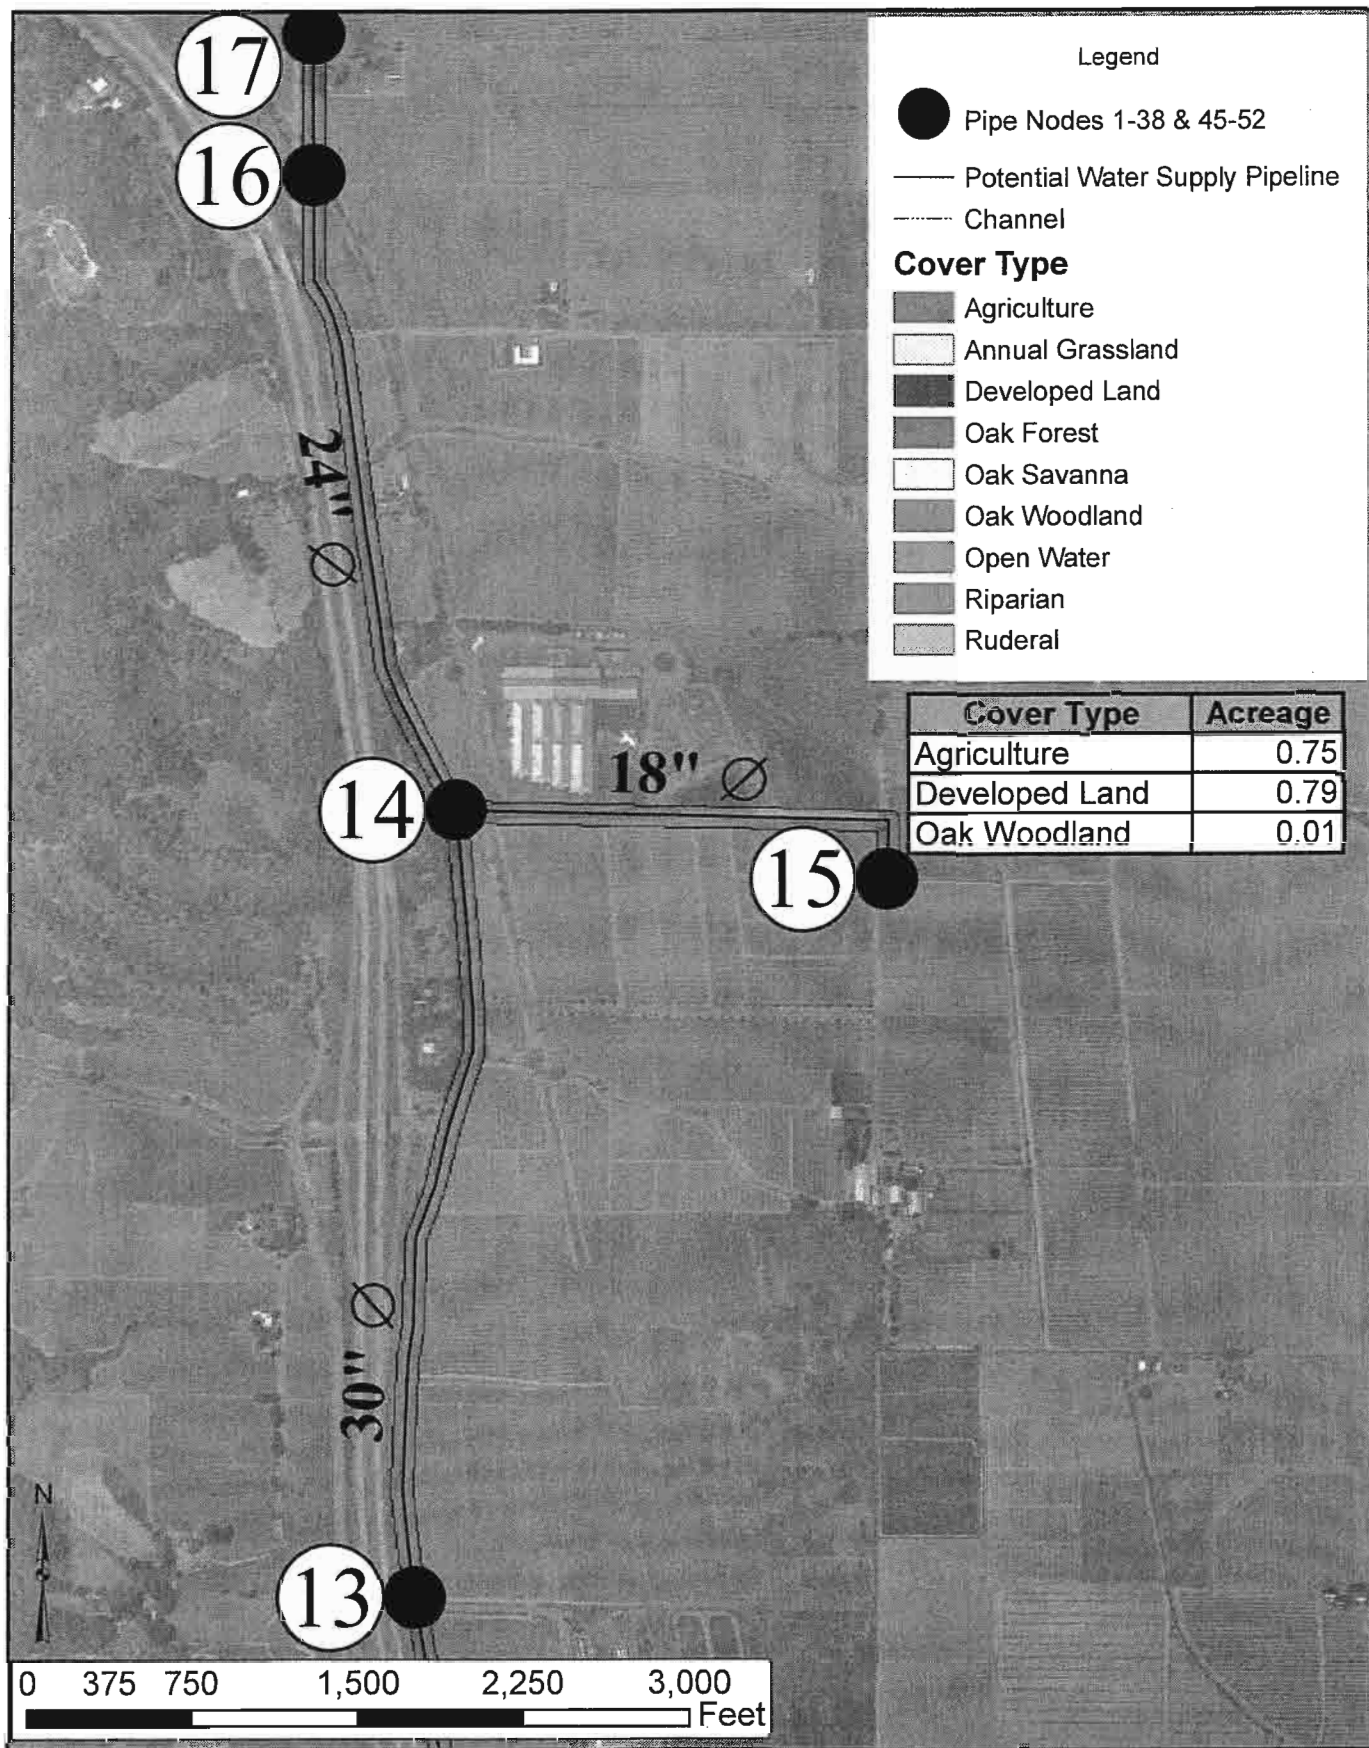 17
16
24" Ø
14
18" Ø
15
30" Ø
13
N
0 375 750 1,500 2,250 3,000
Feet
Legend
Pipe Nodes 1-38 & 45-52
Potential Water Supply Pipeline
Channel
Cover Type
Agriculture
Annual Grassland
Developed Land
Oak Forest
Oak Savanna
Oak Woodland
Open Water
Riparian
Ruderal
Cover Type Acreage
Agriculture 0.75
Developed Land 0.79
Oak Woodland 0.01